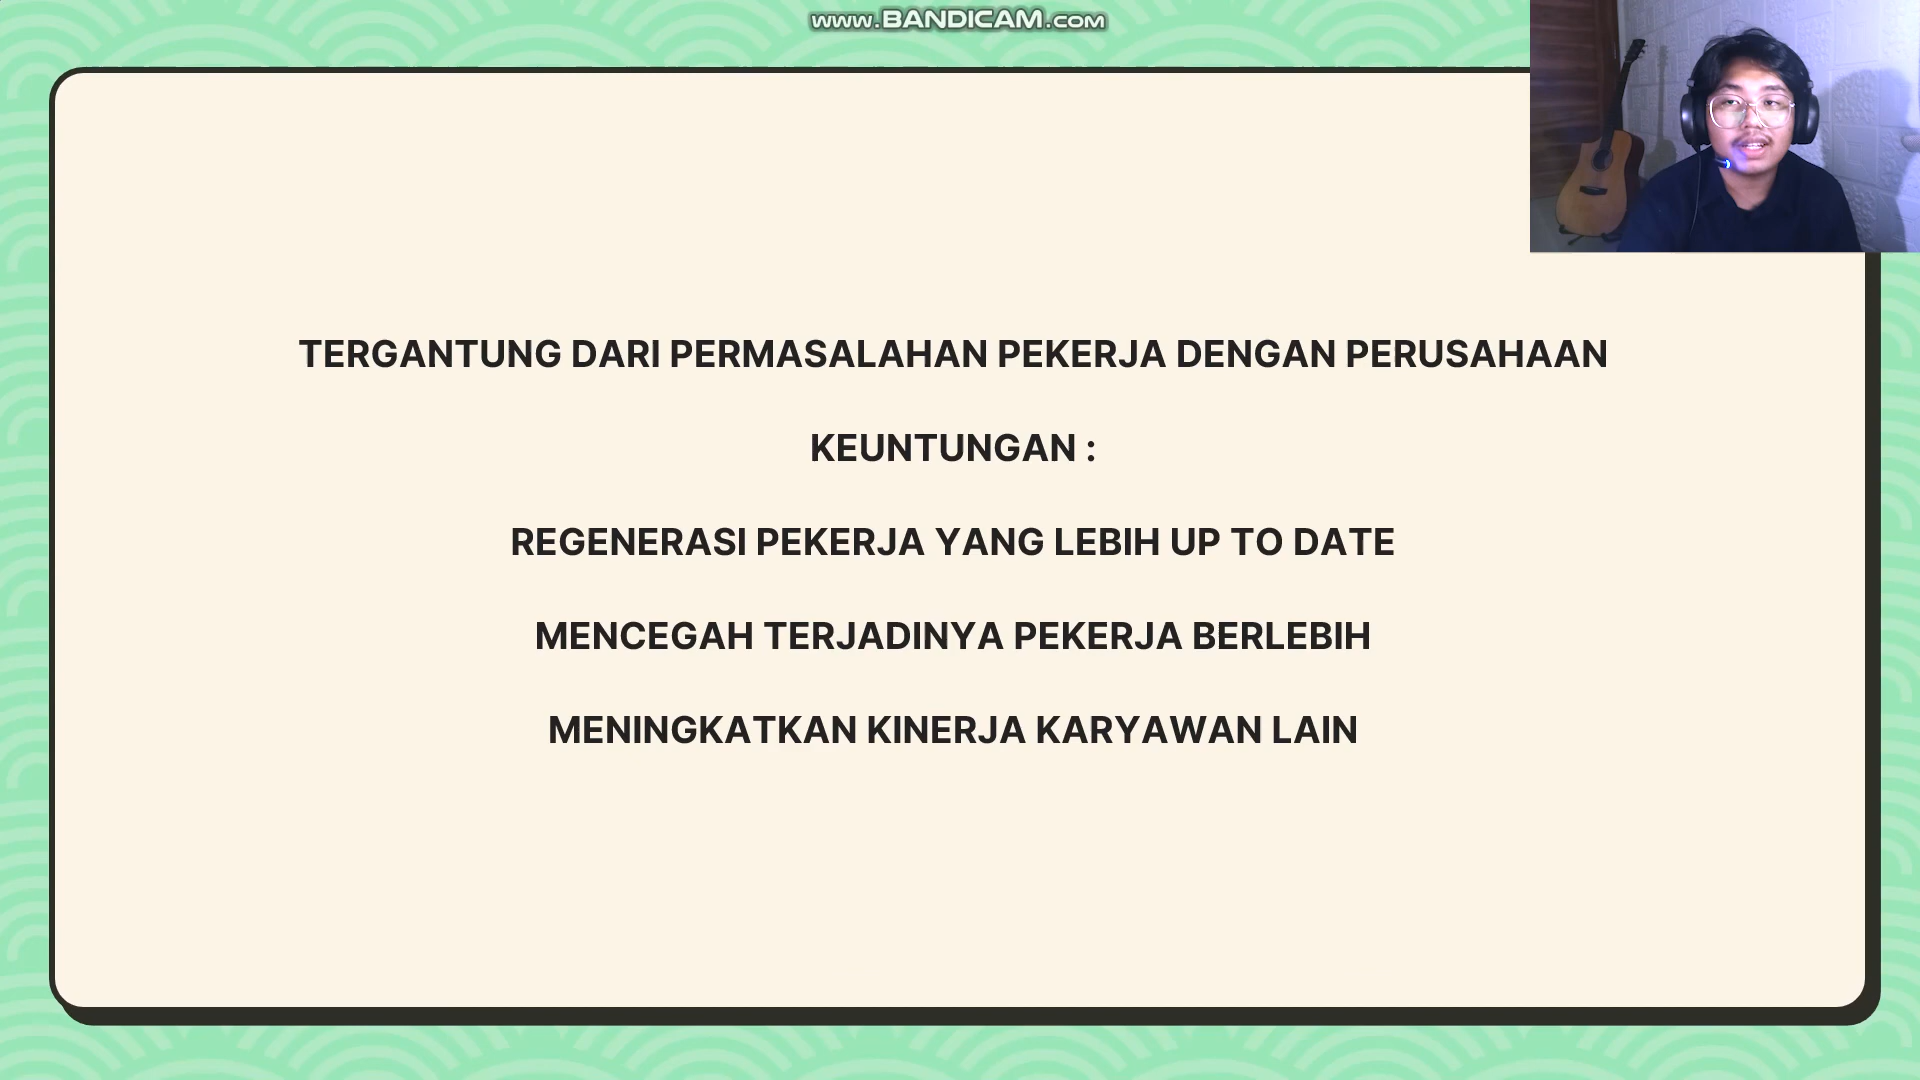 www.BANDICAM.com
TERGANTUNG DARI PERMASALAHAN PEKERJA DENGAN PERUSAHAAN
KEUNTUNGAN :
REGENERASI PEKERJA YANG LEBIH UP TO DATE
MENCEGAH TERJADINYA PEKERJA BERLEBIH
MENINGKATKAN KINERJA KARYAWAN LAIN